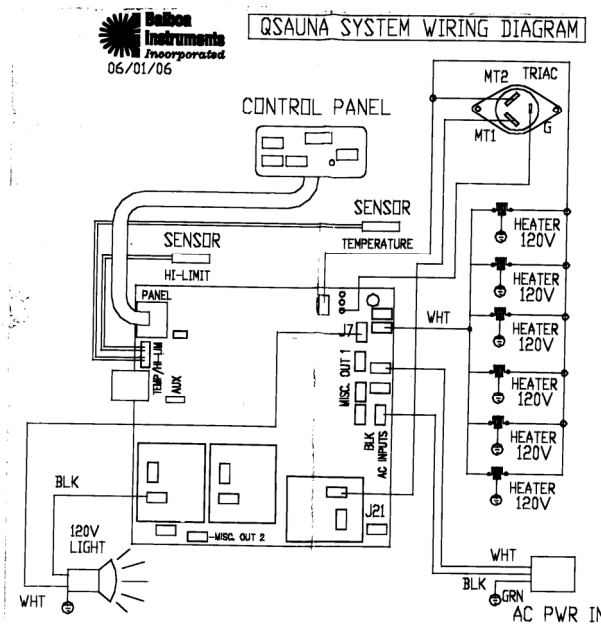 Balboa
Instruments
Incorporated
06/01/06
QSAUNA SYSTEM WIRING DIAGRAM
MT2 TRIAC
MT1
G
CONTROL PANEL
SENSOR
TEMPERATURE
SENSOR
HI-LIMIT
PANEL
TEMP/HI-LIM
AUX
J7
MISC. OUT 1
BLK
AC INPUTS
WHT
HEATER
120V
HEATER
120V
HEATER
120V
HEATER
120V
HEATER
120V
HEATER
120V
BLK
J21
MISC. OUT 2
120V
LIGHT
WHT
WHT
BLK
GRN
AC PWR IN